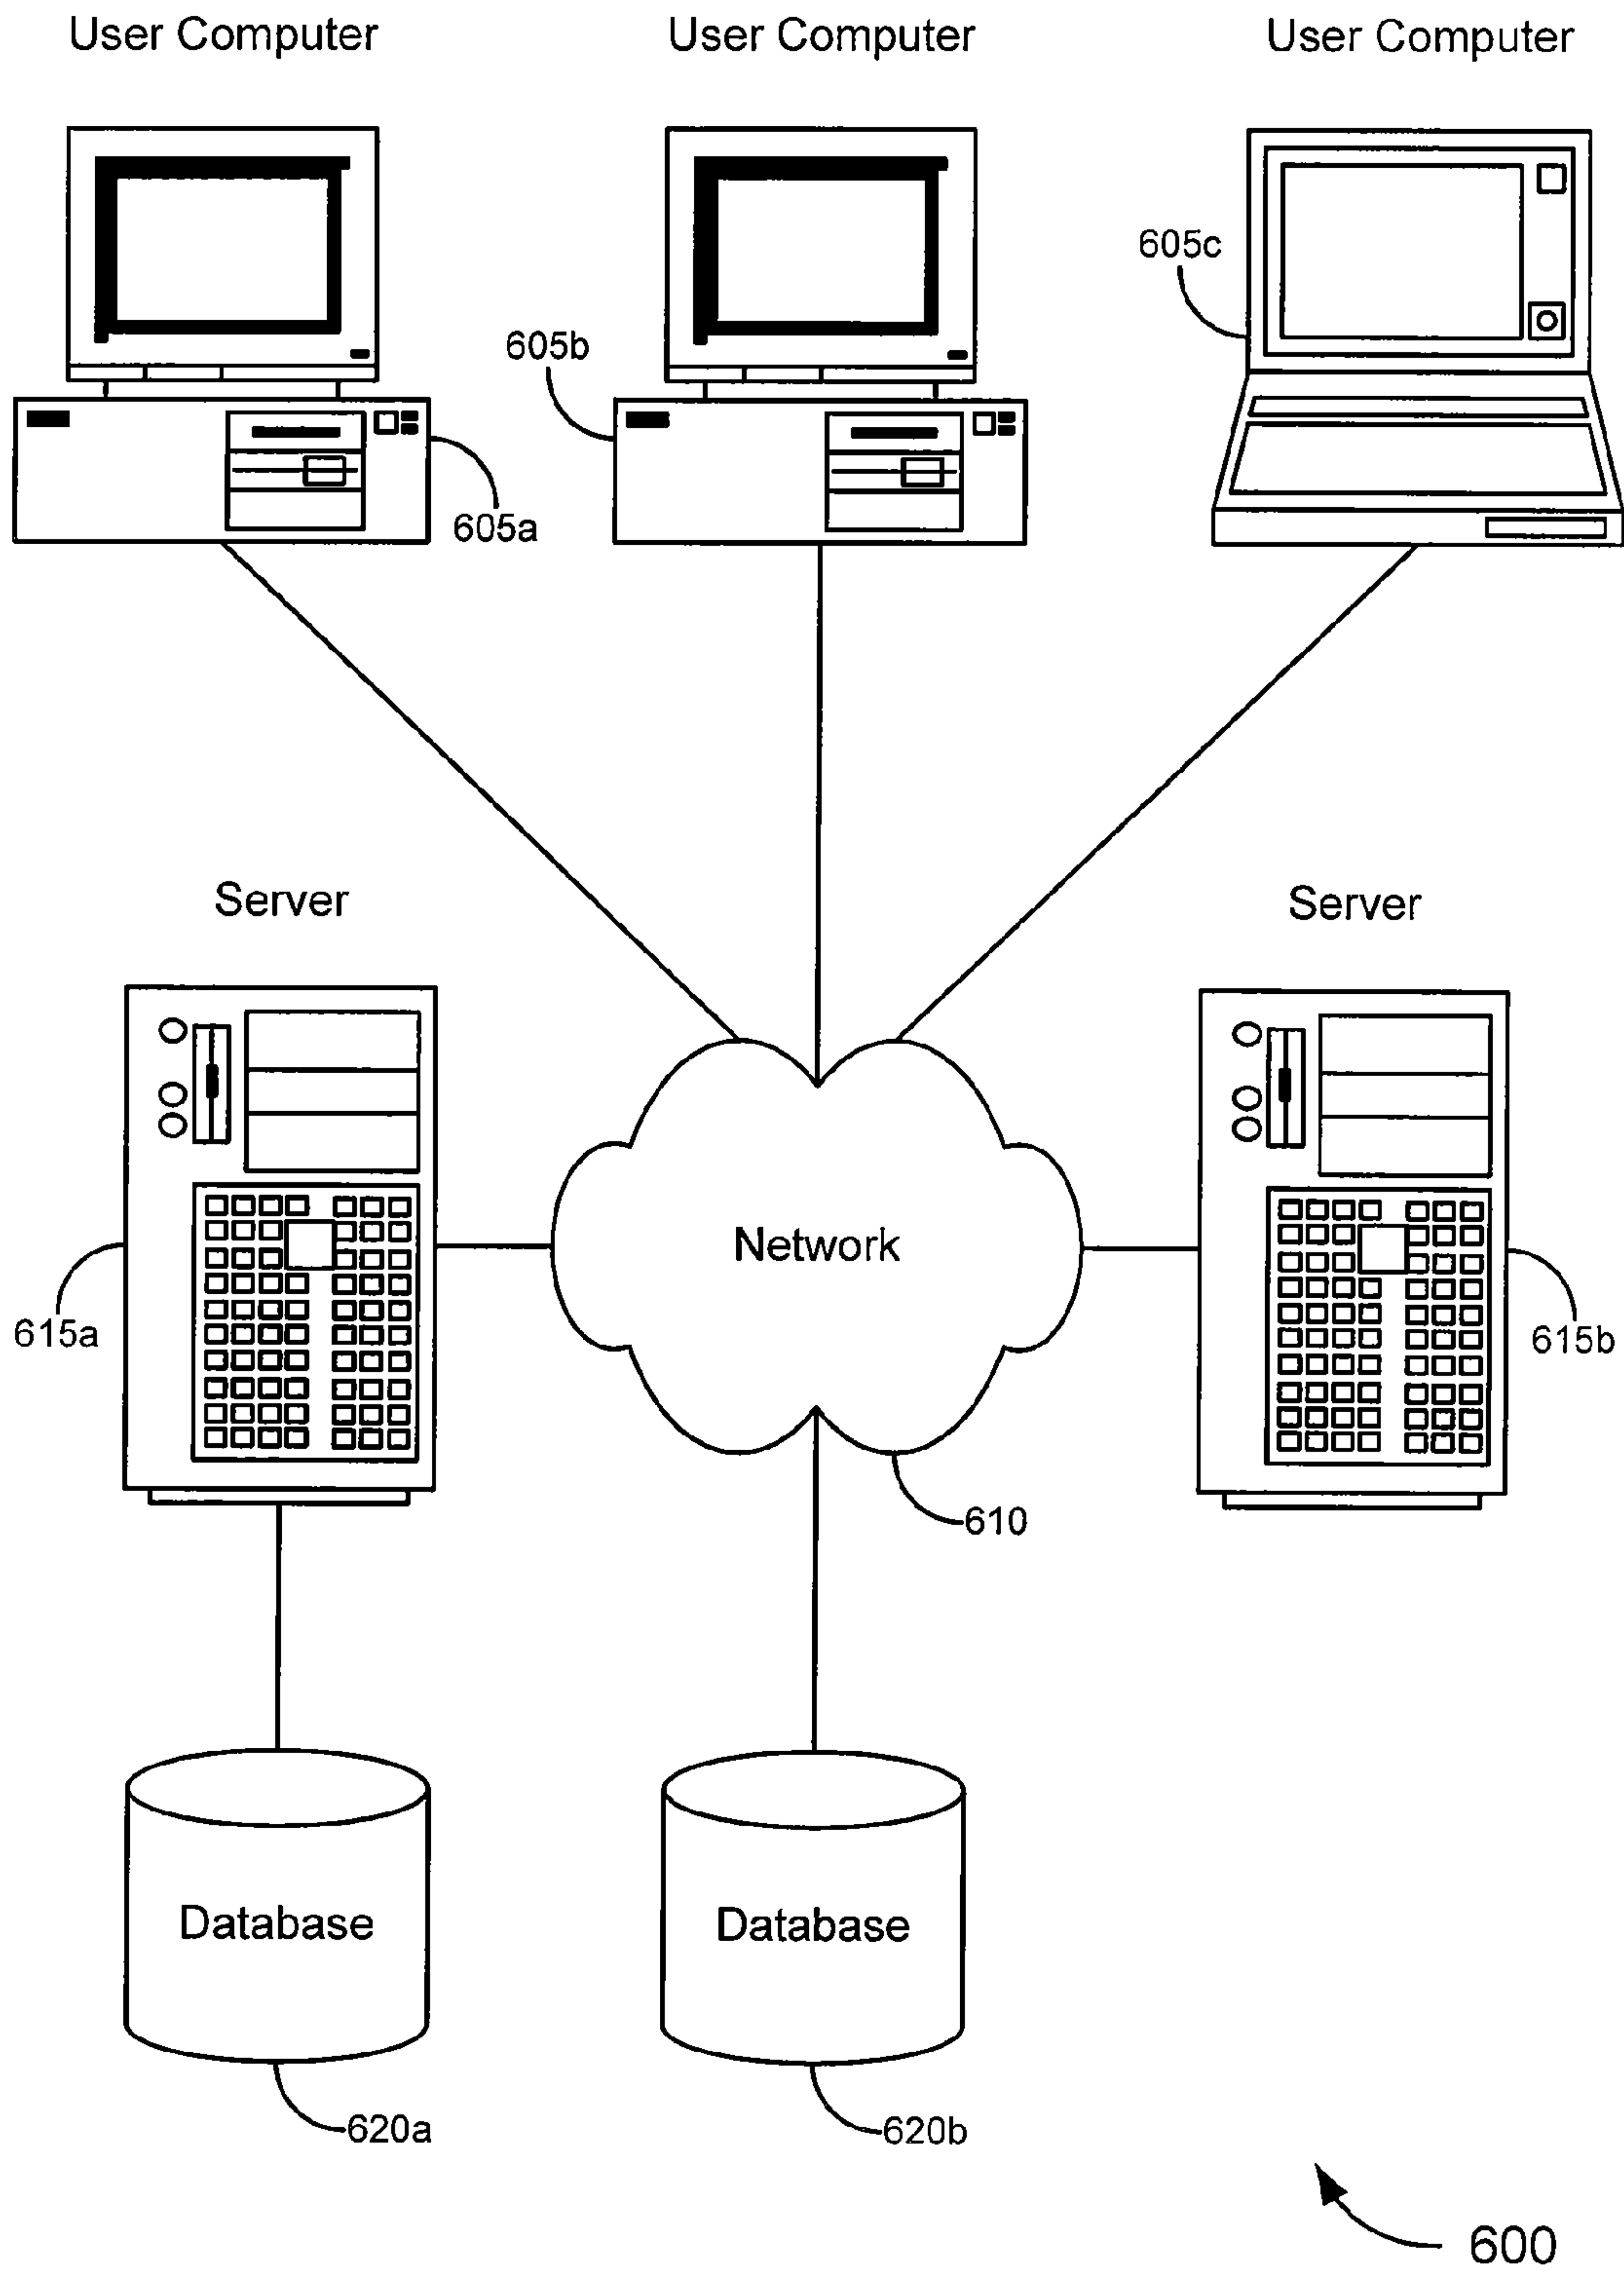 User Computer
User Computer
User Computer
605c
605b
605a
Server
Server
Network
615a
615b
610
Database
Database
620a
620b
600